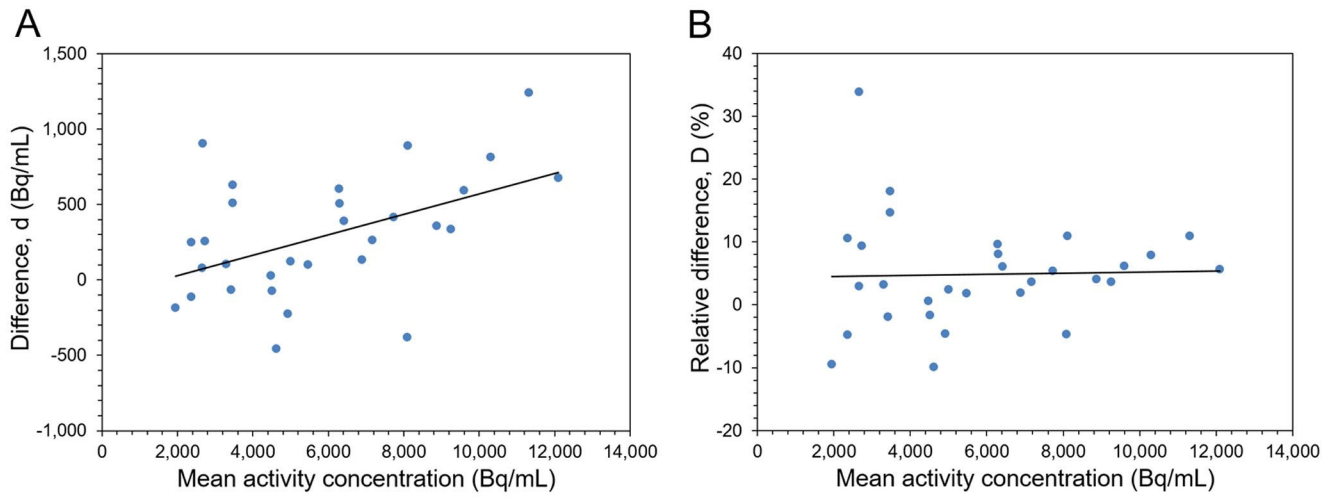 A
Difference, d (Bq/mL)
1,500
1,000
500
0
-500
-1,000
0 2,000 4,000 6,000 8,000 10,000 12,000 14,000
Mean activity concentration (Bq/mL)
B
Relative difference, D (%)
40
30
20
10
0
-10
-20
0 2,000 4,000 6,000 8,000 10,000 12,000 14,000
Mean activity concentration (Bq/mL)